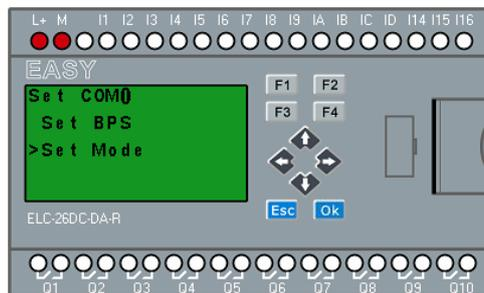 L+ M I1 I2 I3 I4 I5 I6 I7 I8 I9 IA IB IC ID I14 I15 I16
EASY
F1 F2
Set COM0
F3 F4
Set BPS
>Set Mode
Esc Ok
ELC-26DC-DA-R
Q1 Q2 Q3 Q4 Q5 Q6 Q7 Q8 Q9 Q10